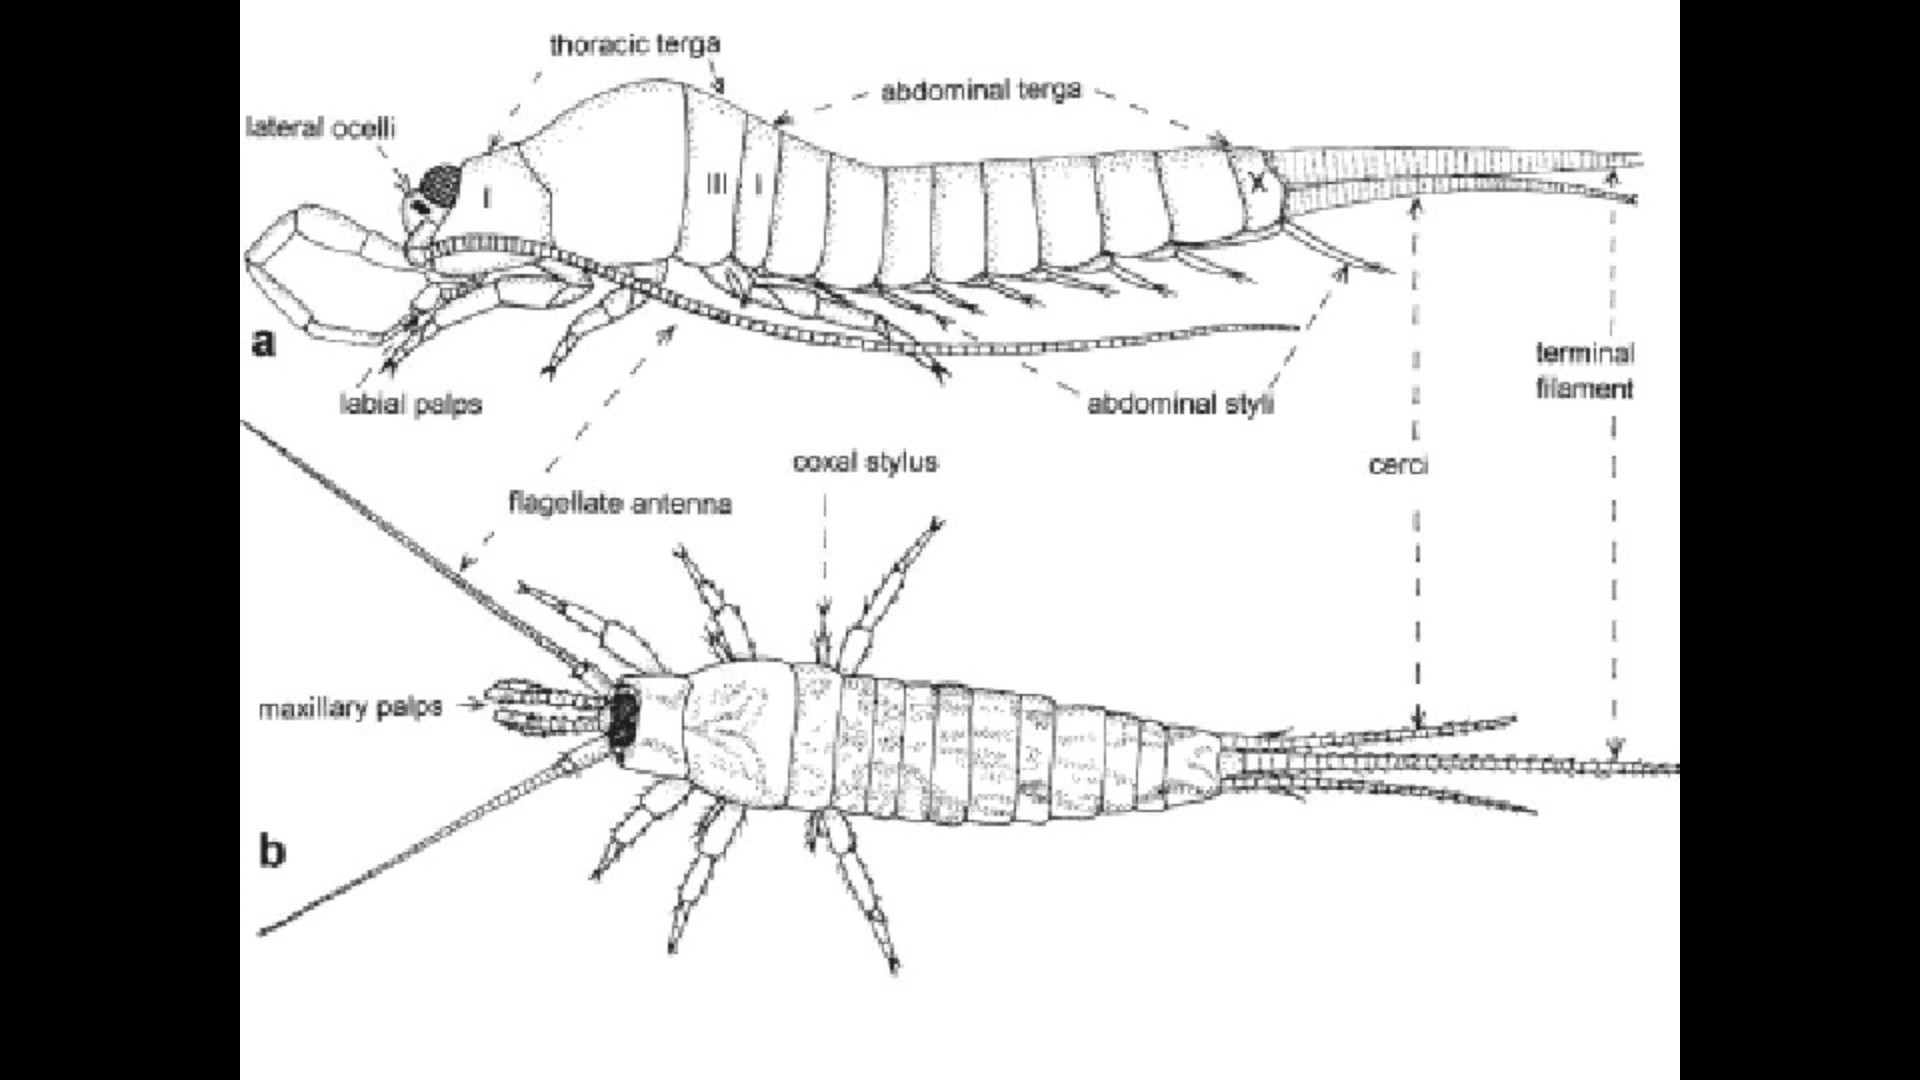 thoracic terga
abdominal terga
lateral ocelli
I
III
I
X
a
labial palps
abdominal styli
terminal
filament
coxal stylus
cerci
flagellate antenna
maxillary palps
b